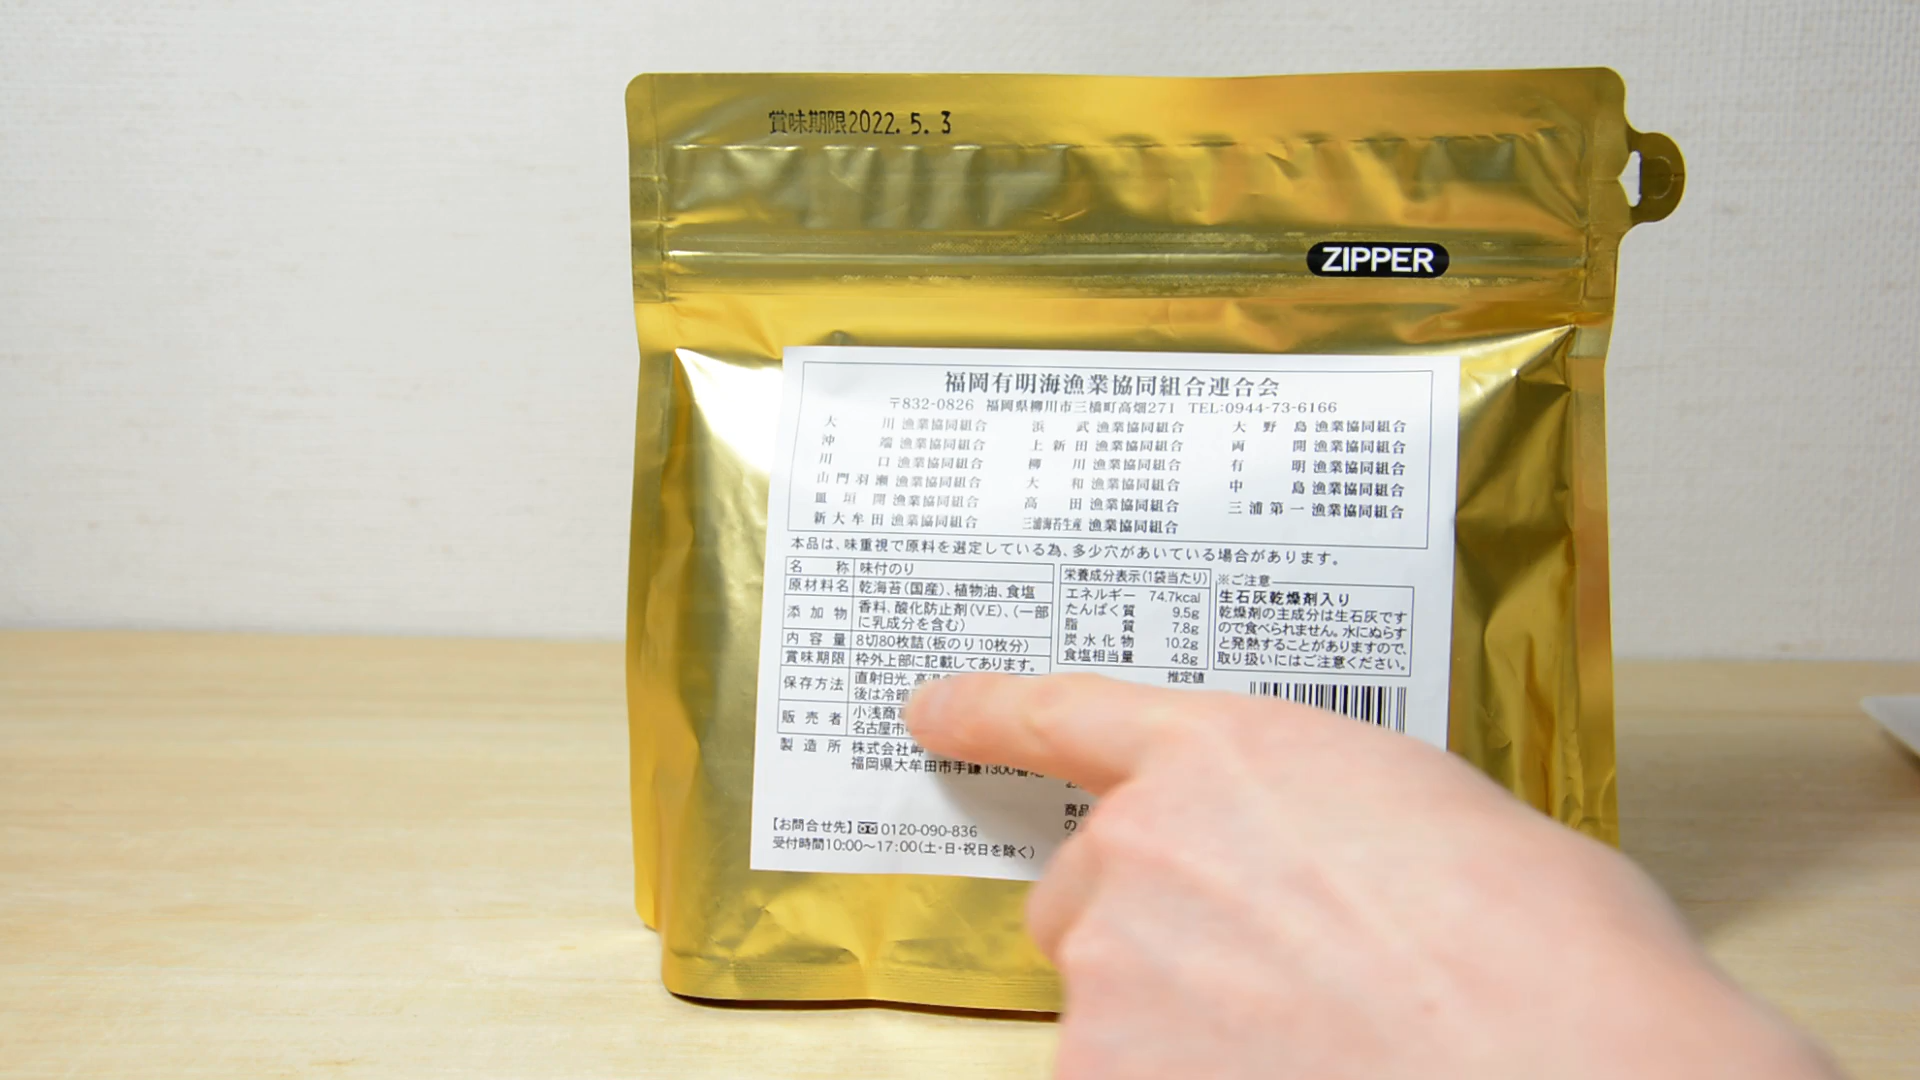 賞味期限2022. 5. 3
ZIPPER
福岡有明海漁業協同組合連合会
〒832-0826 福岡県柳川市三橋町高畑271 TEL:0944-73-6166
大川漁業協同組合 浜武漁業協同組合 大野島漁業協同組合
沖端漁業協同組合 上新田漁業協同組合 両開漁業協同組合
川口漁業協同組合 柳川漁業協同組合 有明漁業協同組合
山門羽瀬漁業協同組合 大和漁業協同組合 中島漁業協同組合
皿垣開漁業協同組合 高田漁業協同組合 三浦第一漁業協同組合
新大牟田漁業協同組合 三浦海苔生産漁業協同組合
本品は、味重視で原料を選定している為、多少穴があいている場合があります。
名称 味付のり
原材料名 乾海苔(国産)、植物油、食塩
添加物 香料、酸化防止剤(V.E)、(一部
に乳成分を含む)
内容量 8切80枚詰(板のり10枚分)
賞味期限 枠外上部に記載してあります。
保存方法 直射日光、高温
後は冷暗
販売者 小浅商
名古屋市
製造所 株式会社
福岡県大牟田市手鎌1300番
【お問合せ先】0120-090-836
受付時間10:00〜17:00(土・日・祝日を除く)
栄養成分表示(1袋当たり)
エネルギー 74.7kcal
たんぱく質 9.5g
脂質 7.8g
炭水化物 10.2g
食塩相当量 4.8g
推定値
※ご注意
生石灰乾燥剤入り
乾燥剤の主成分は生石灰です
ので食べられません。水にぬらす
と発熱することがありますので、
取り扱いにはご注意ください。
商品
の